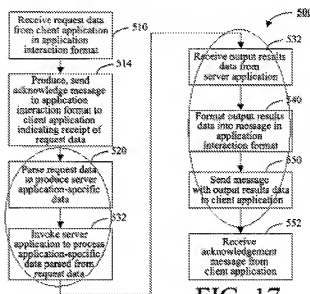 Receive request data
from client application
in application
interaction format
510
Produce, send
acknowledge message in
application interaction
format to
client application
indicating receipt of
request data
514
Parse request data
to produce server
application-specific
data
520
Invoke server
application to process
application-specific
data parsed from
request data
532
500
Receive output results
data from
server application
532
Format output results
data into message in
application
interaction format
540
Send message
with output results data
to client application
550
Receive
acknowledgement
message from
client application
552
FIG. 17